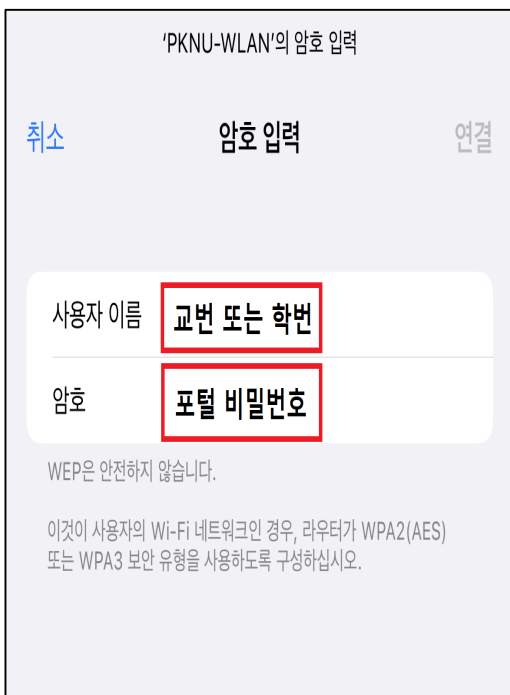 'PKNU-WLAN'의 암호 입력
취소 암호 입력 연결
사용자 이름 교번 또는 학번
암호 포털 비밀번호
WEP은 안전하지 않습니다.
이것이 사용자의 Wi-Fi 네트워크인 경우, 라우터가 WPA2(AES)
또는 WPA3 보안 유형을 사용하도록 구성하십시오.